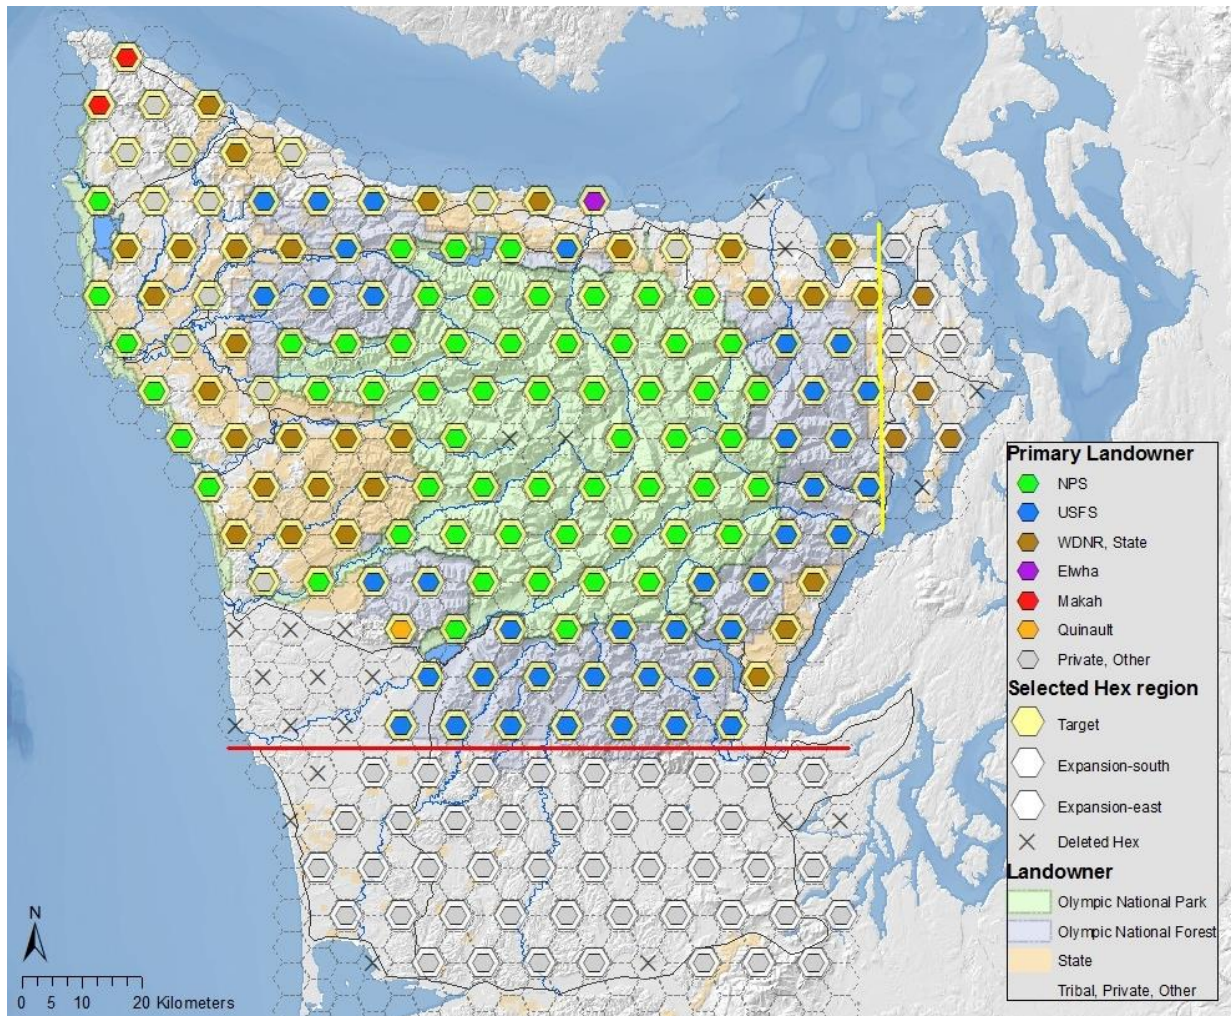 Primary Landowner
NPS
USFS
WDNR, State
Elwha
Makah
Quinault
Private, Other
Selected Hex region
Target
Expansion-south
Expansion-east
Deleted Hex
Landowner
Olympic National Park
Olympic National Forest
State
Tribal, Private, Other
N
0 5 10 20 Kilometers